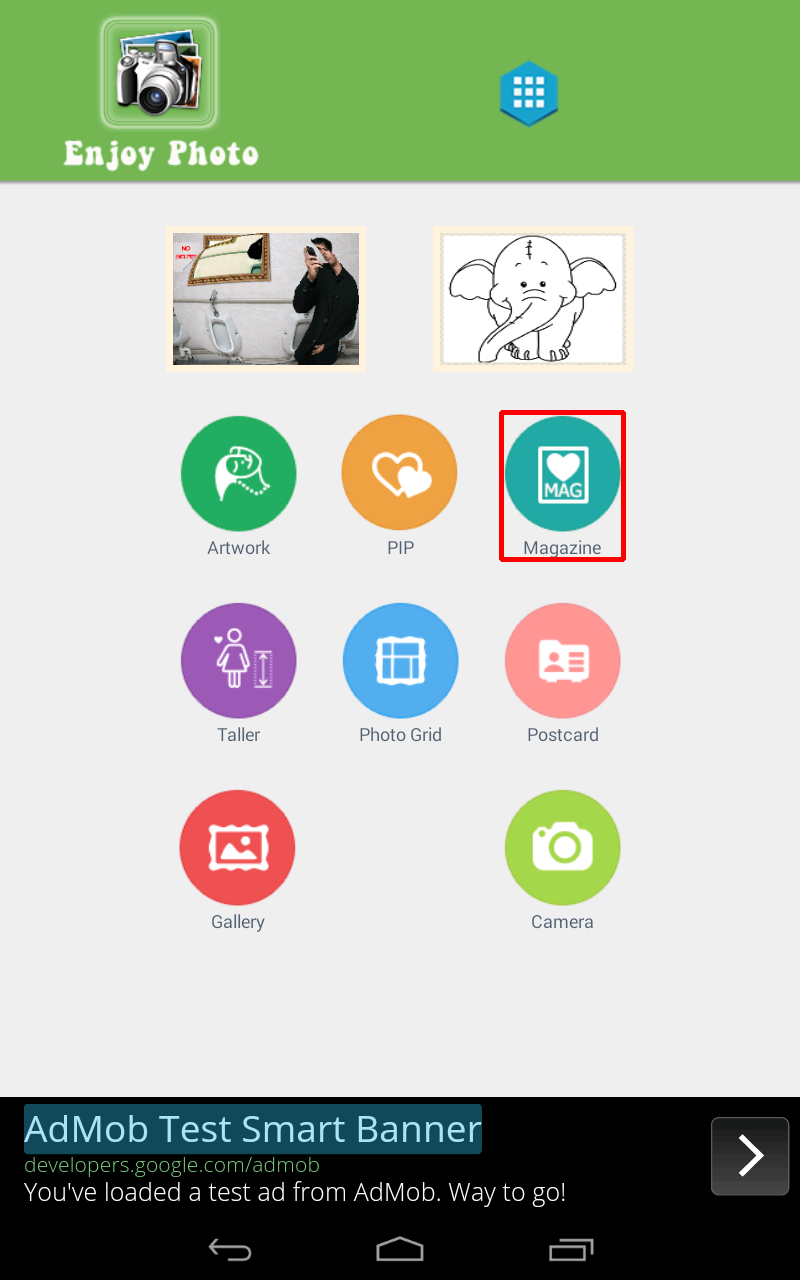 Enjoy Photo
NO
MAG
Artwork
PIP
Magazine
Taller
Photo Grid
Postcard
Gallery
Camera
AdMob Test Smart Banner
developers.google.com/admob
You've loaded a test ad from AdMob. Way to go!